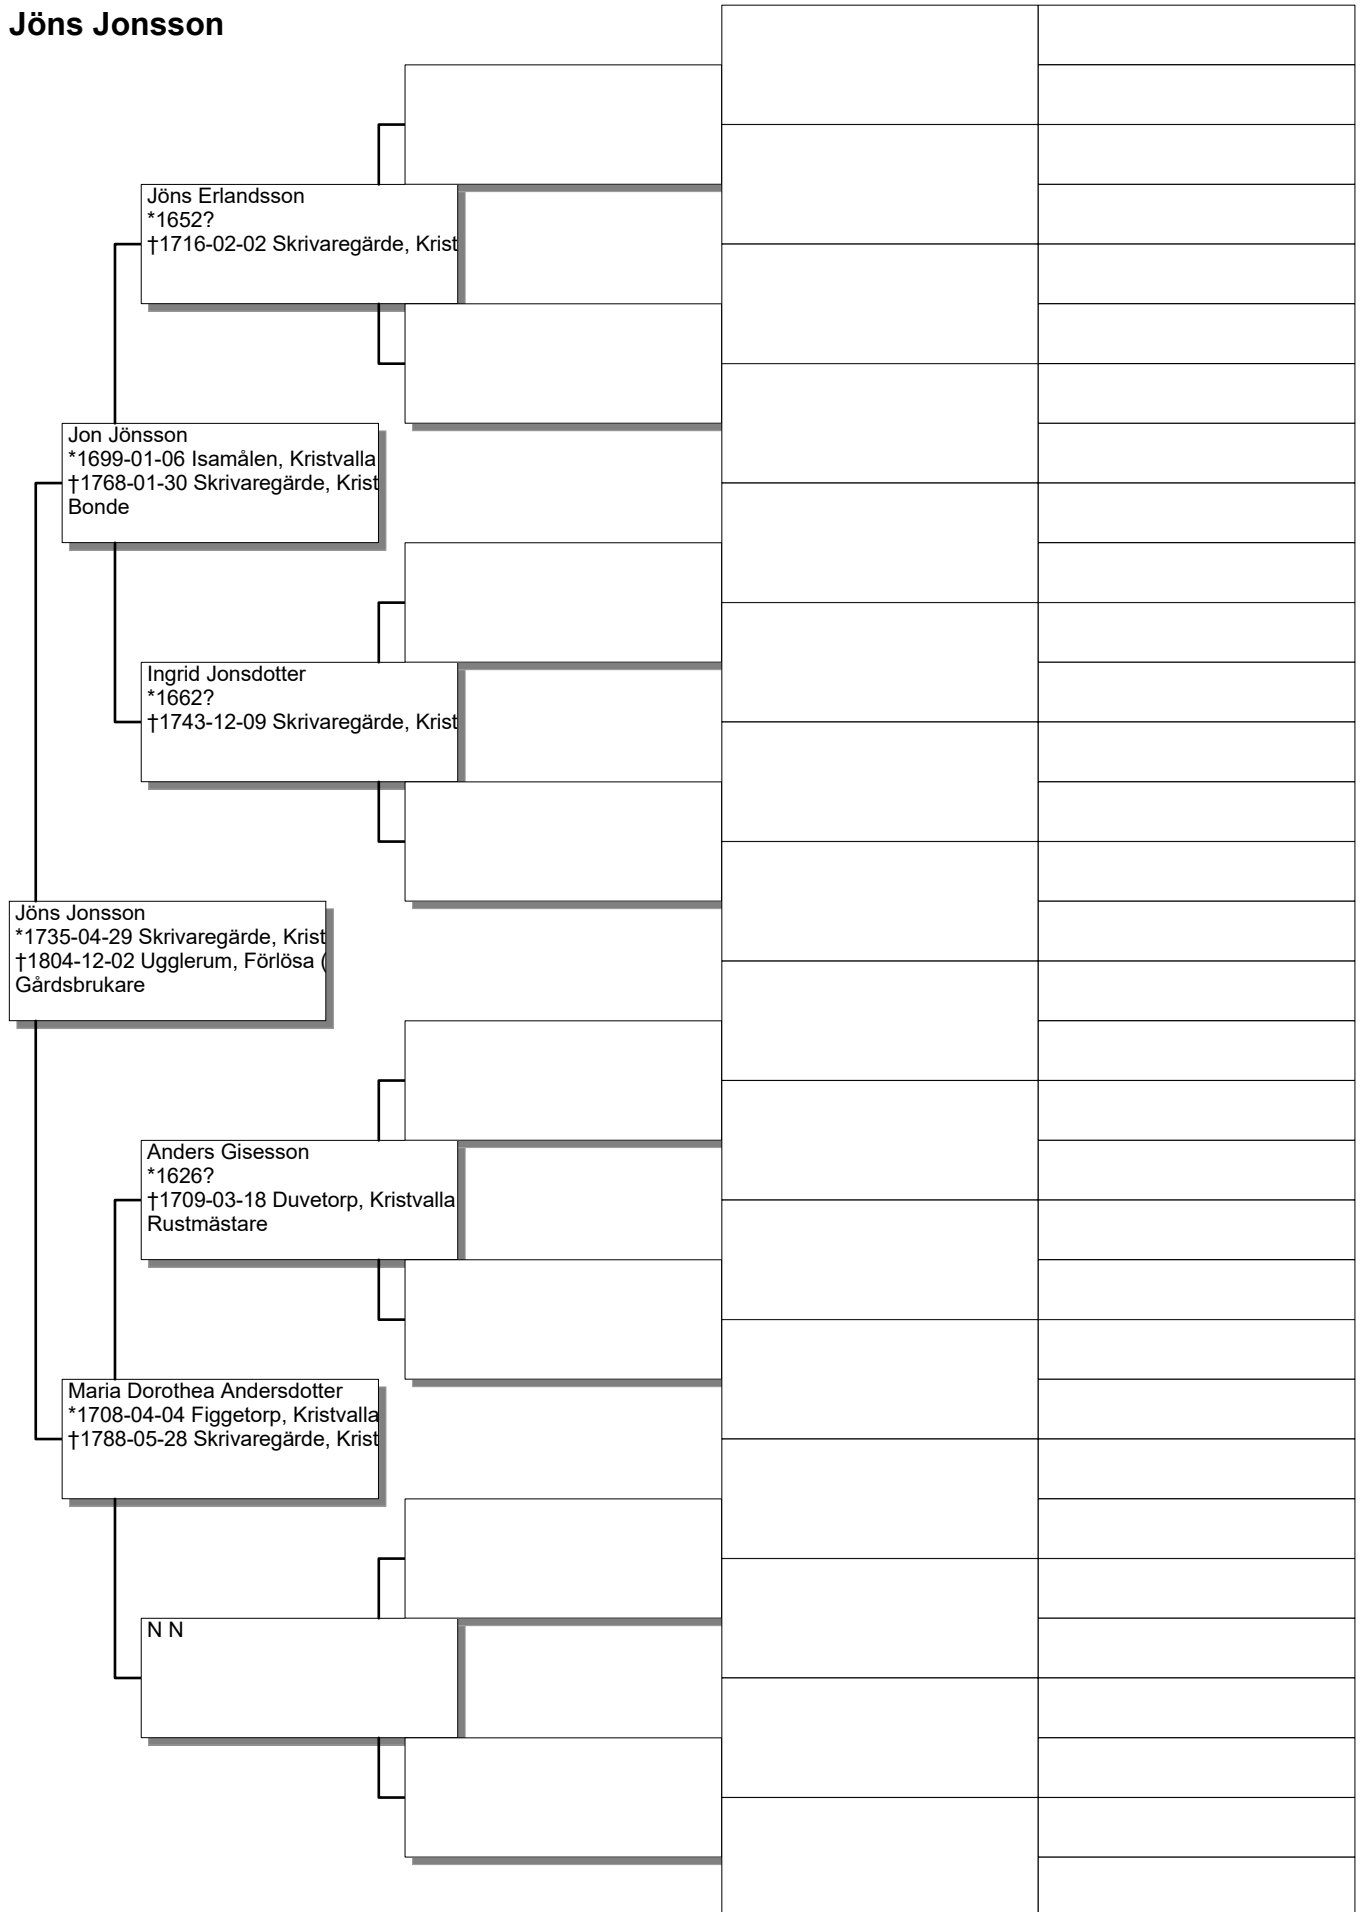 Jöns Jonsson
Jöns Erlandsson
*1652?
†1716-02-02 Skrivaregärde, Krist
Jon Jönsson
*1699-01-06 Isamålen, Kristvalla
†1768-01-30 Skrivaregärde, Krist
Bonde
Ingrid Jonsdotter
*1662?
†1743-12-09 Skrivaregärde, Krist
Jöns Jonsson
*1735-04-29 Skrivaregärde, Krist
†1804-12-02 Ugglerum, Förlösa (
Gårdsbrukare
Anders Gisesson
*1626?
†1709-03-18 Duvetorp, Kristvalla
Rustmästare
Maria Dorothea Andersdotter
*1708-04-04 Figgetorp, Kristvalla
†1788-05-28 Skrivaregärde, Krist
N N